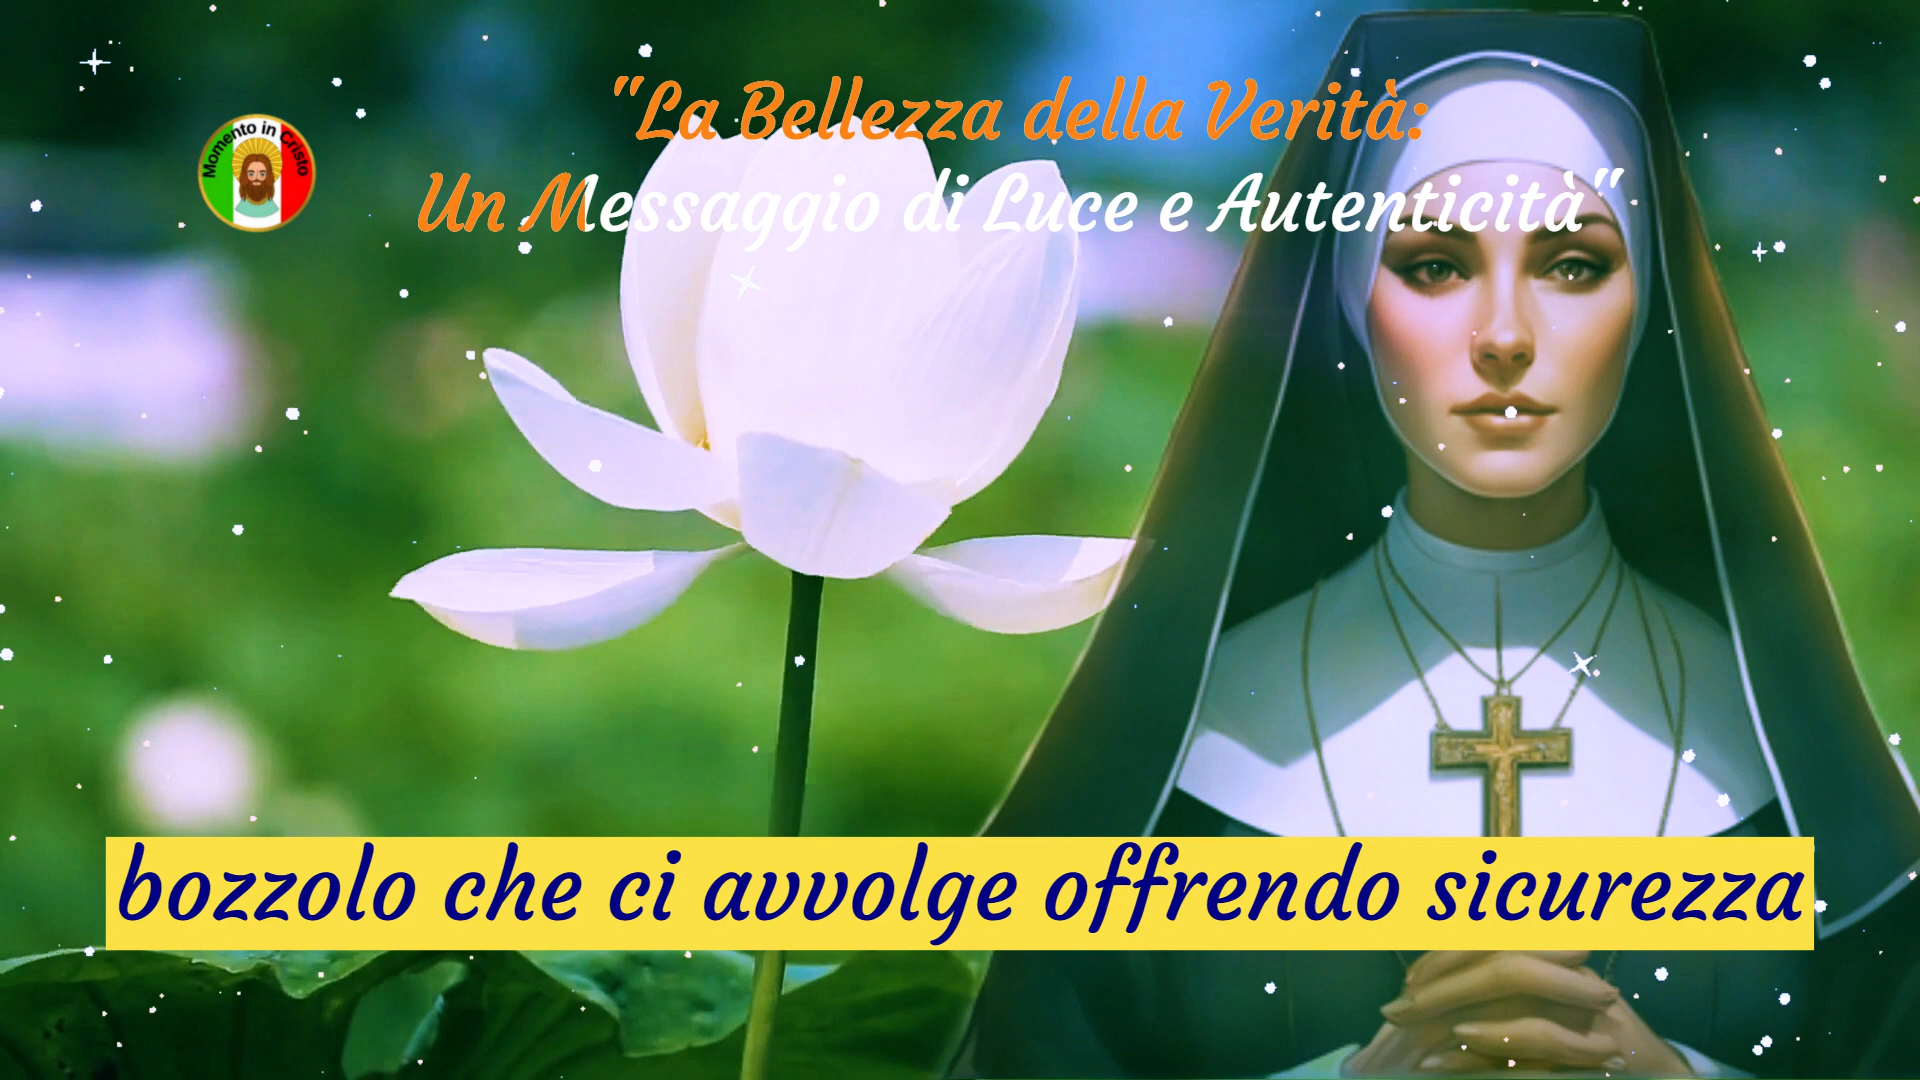 Momento in Cristo
"La Bellezza della Verità:
Un Messaggio di Luce e Autenticità"
bozzolo che ci avvolge offrendo sicurezza